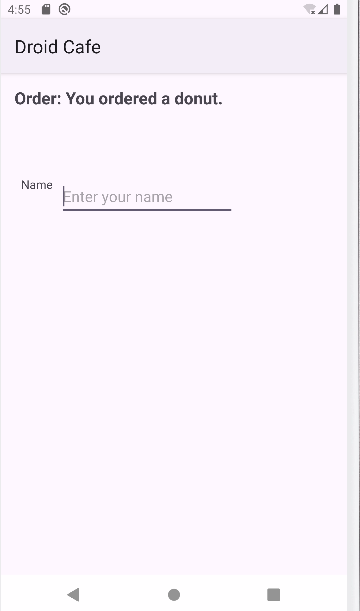 4:55
Droid Cafe
Order: You ordered a donut.
Name
Enter your name